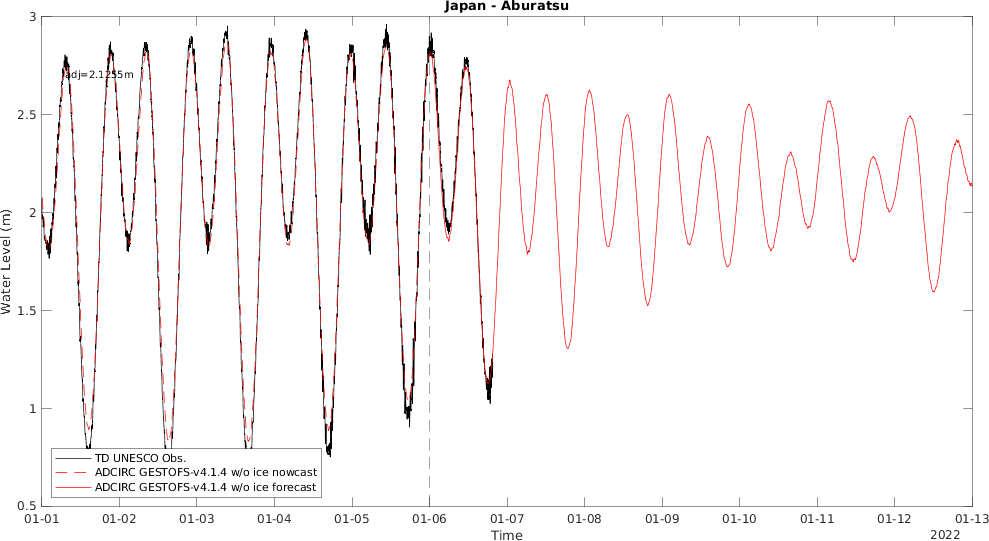 Japan - Aburatsu
3
adj=2.1255m
2.5
2
Water Level (m)
1.5
1
TD UNESCO Obs.
ADCIRC GESTOFS-v4.1.4 w/o ice nowcast
ADCIRC GESTOFS-v4.1.4 w/o ice forecast
0.5
01-01 01-02 01-03 01-04 01-05 01-06 01-07 01-08 01-09 01-10 01-11 01-12 01-13
Time
2022